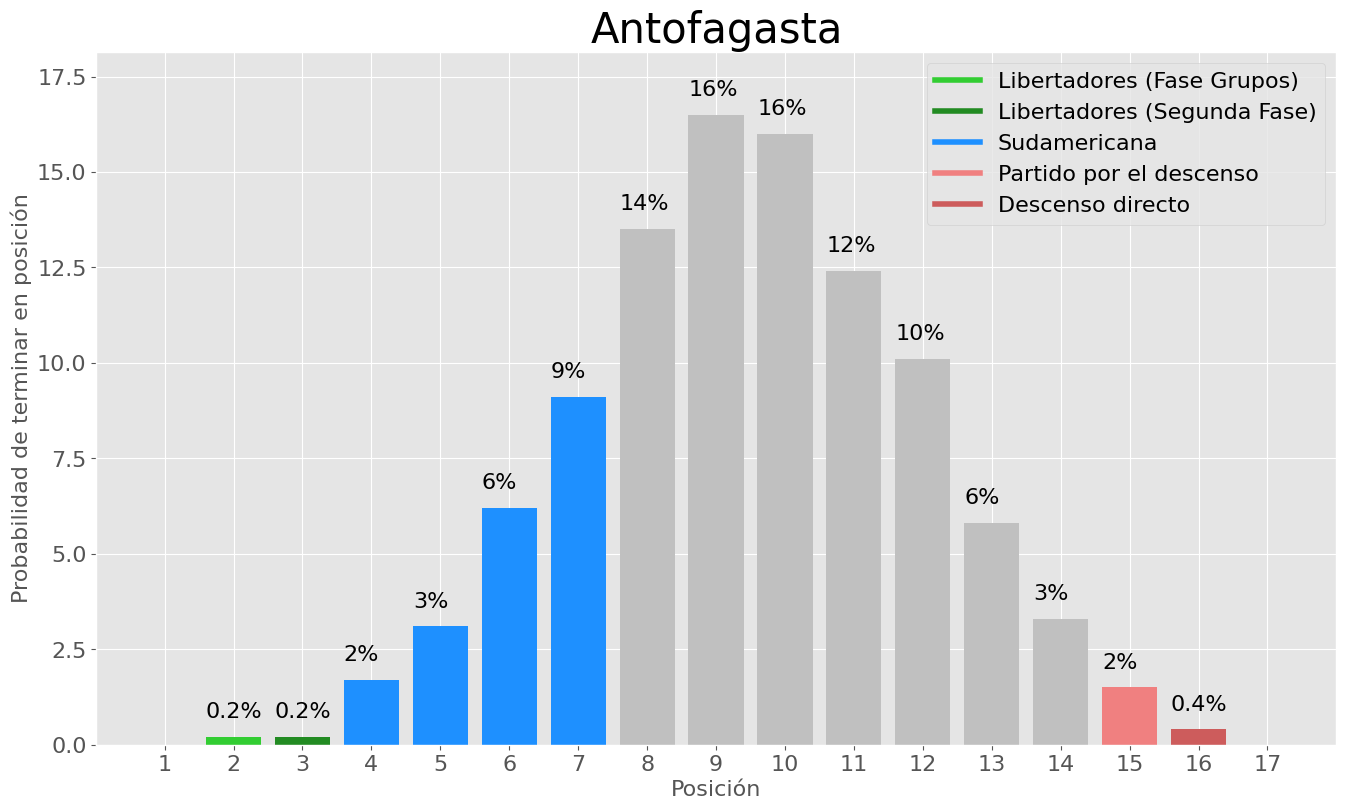 Antofagasta
Libertadores (Fase Grupos)
Libertadores (Segunda Fase)
Sudamericana
Partido por el descenso
Descenso directo
Probabilidad de terminar en posición
17.5
15.0
12.5
10.0
7.5
5.0
2.5
0.0
0.2% 0.2% 2% 3% 6% 9% 14% 16% 16% 12% 10% 6% 3% 2% 0.4%
1 2 3 4 5 6 7 8 9 10 11 12 13 14 15 16 17
Posición